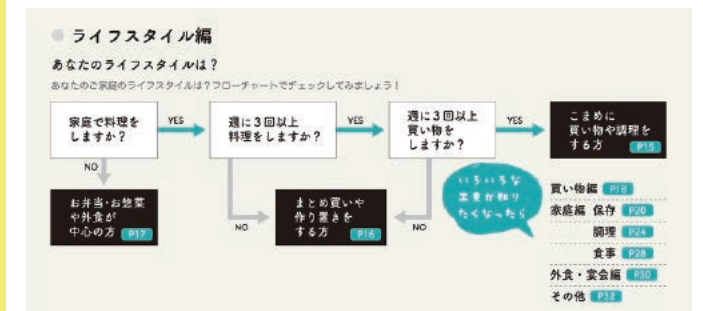 ライフスタイル編
あなたのライフスタイルは？
あなたのご家庭のライフスタイルは？フローチャートでチェックしてみましょう！
家庭で料理を
しますか？
YES
週に3回以上
料理をしますか？
YES
週に3回以上
買い物を
しますか？
YES
こまめに
買い物や調理を
する方 P15
NO
お弁当・お惣菜
や外食が
中心の方 P17
NO
まとめ買いや
作り置きを
する方 P16
NO
いろいろな
工夫が知り
たくなったら
買い物編 P18
家庭編 保存 P20
調理 P24
食事 P28
外食・宴会編 P30
その他 P32